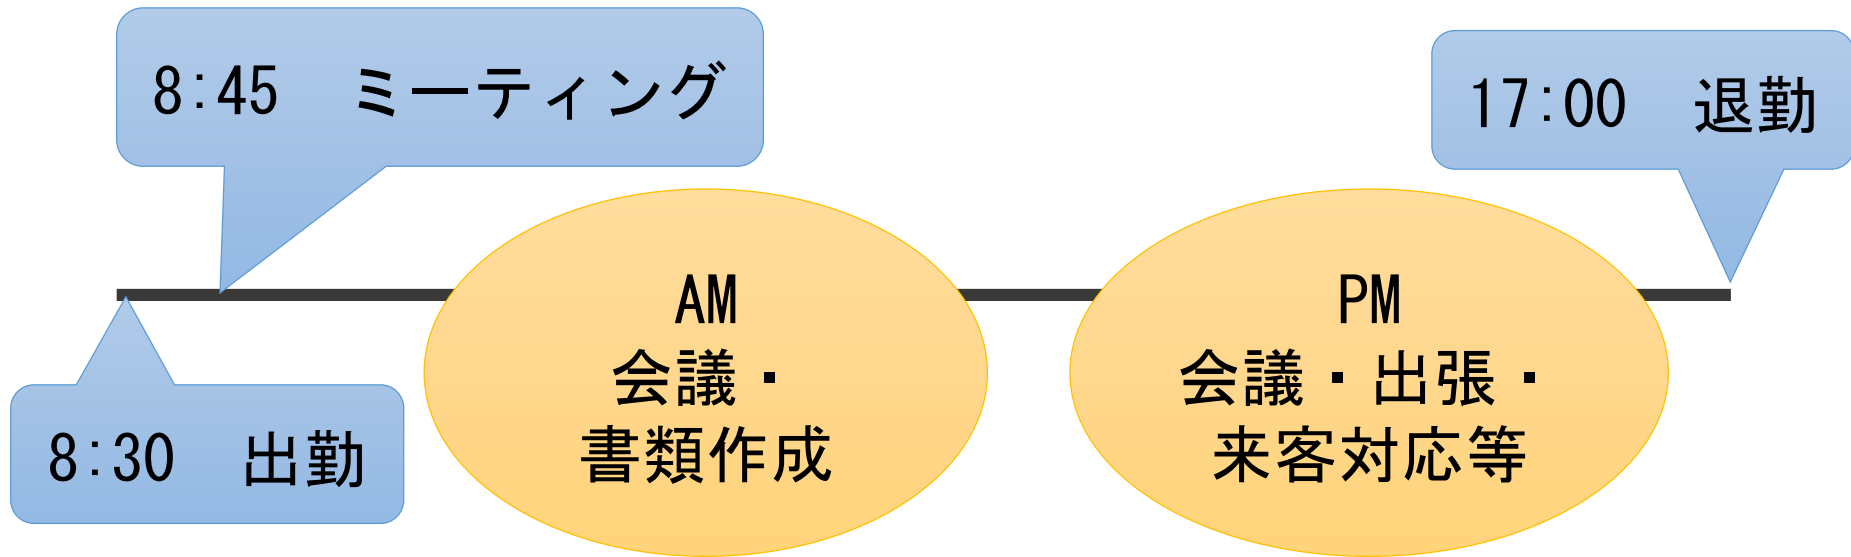 8:45　ミーティング
17:00　退勤
AM
会議・
書類作成
PM
会議・出張・
来客対応等
8:30　出勤